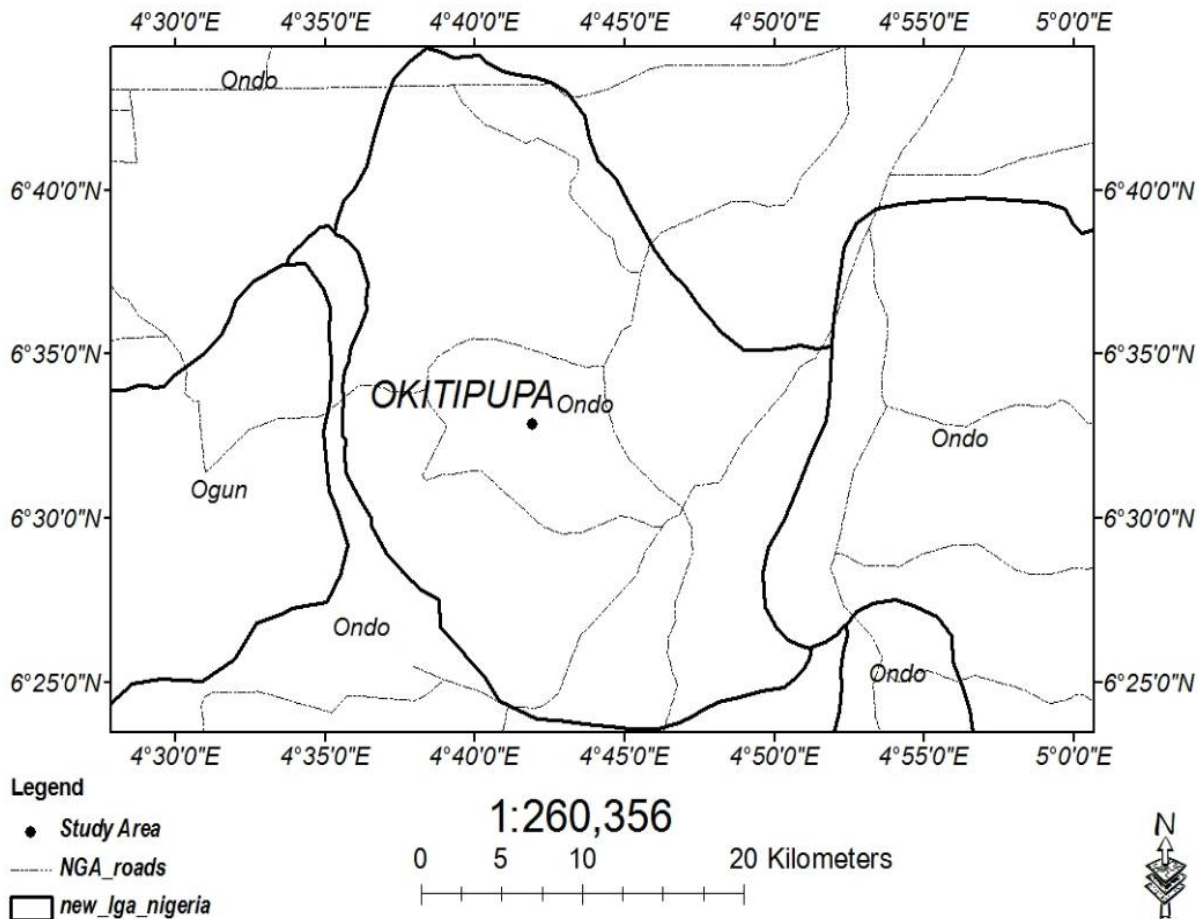 4°30'0"E 4°35'0"E 4°40'0"E 4°45'0"E 4°50'0"E 4°55'0"E 5°0'0"E
Ondo
6°40'0"N 6°40'0"N
6°35'0"N 6°35'0"N
OKITIPUPA Ondo
Ondo
Ogun
6°30'0"N 6°30'0"N
Ondo
Ondo
6°25'0"N 6°25'0"N
4°30'0"E 4°35'0"E 4°40'0"E 4°45'0"E 4°50'0"E 4°55'0"E 5°0'0"E
Legend
Study Area
NGA_roads
new_lga_nigeria
1:260,356
0 5 10 20 Kilometers
N